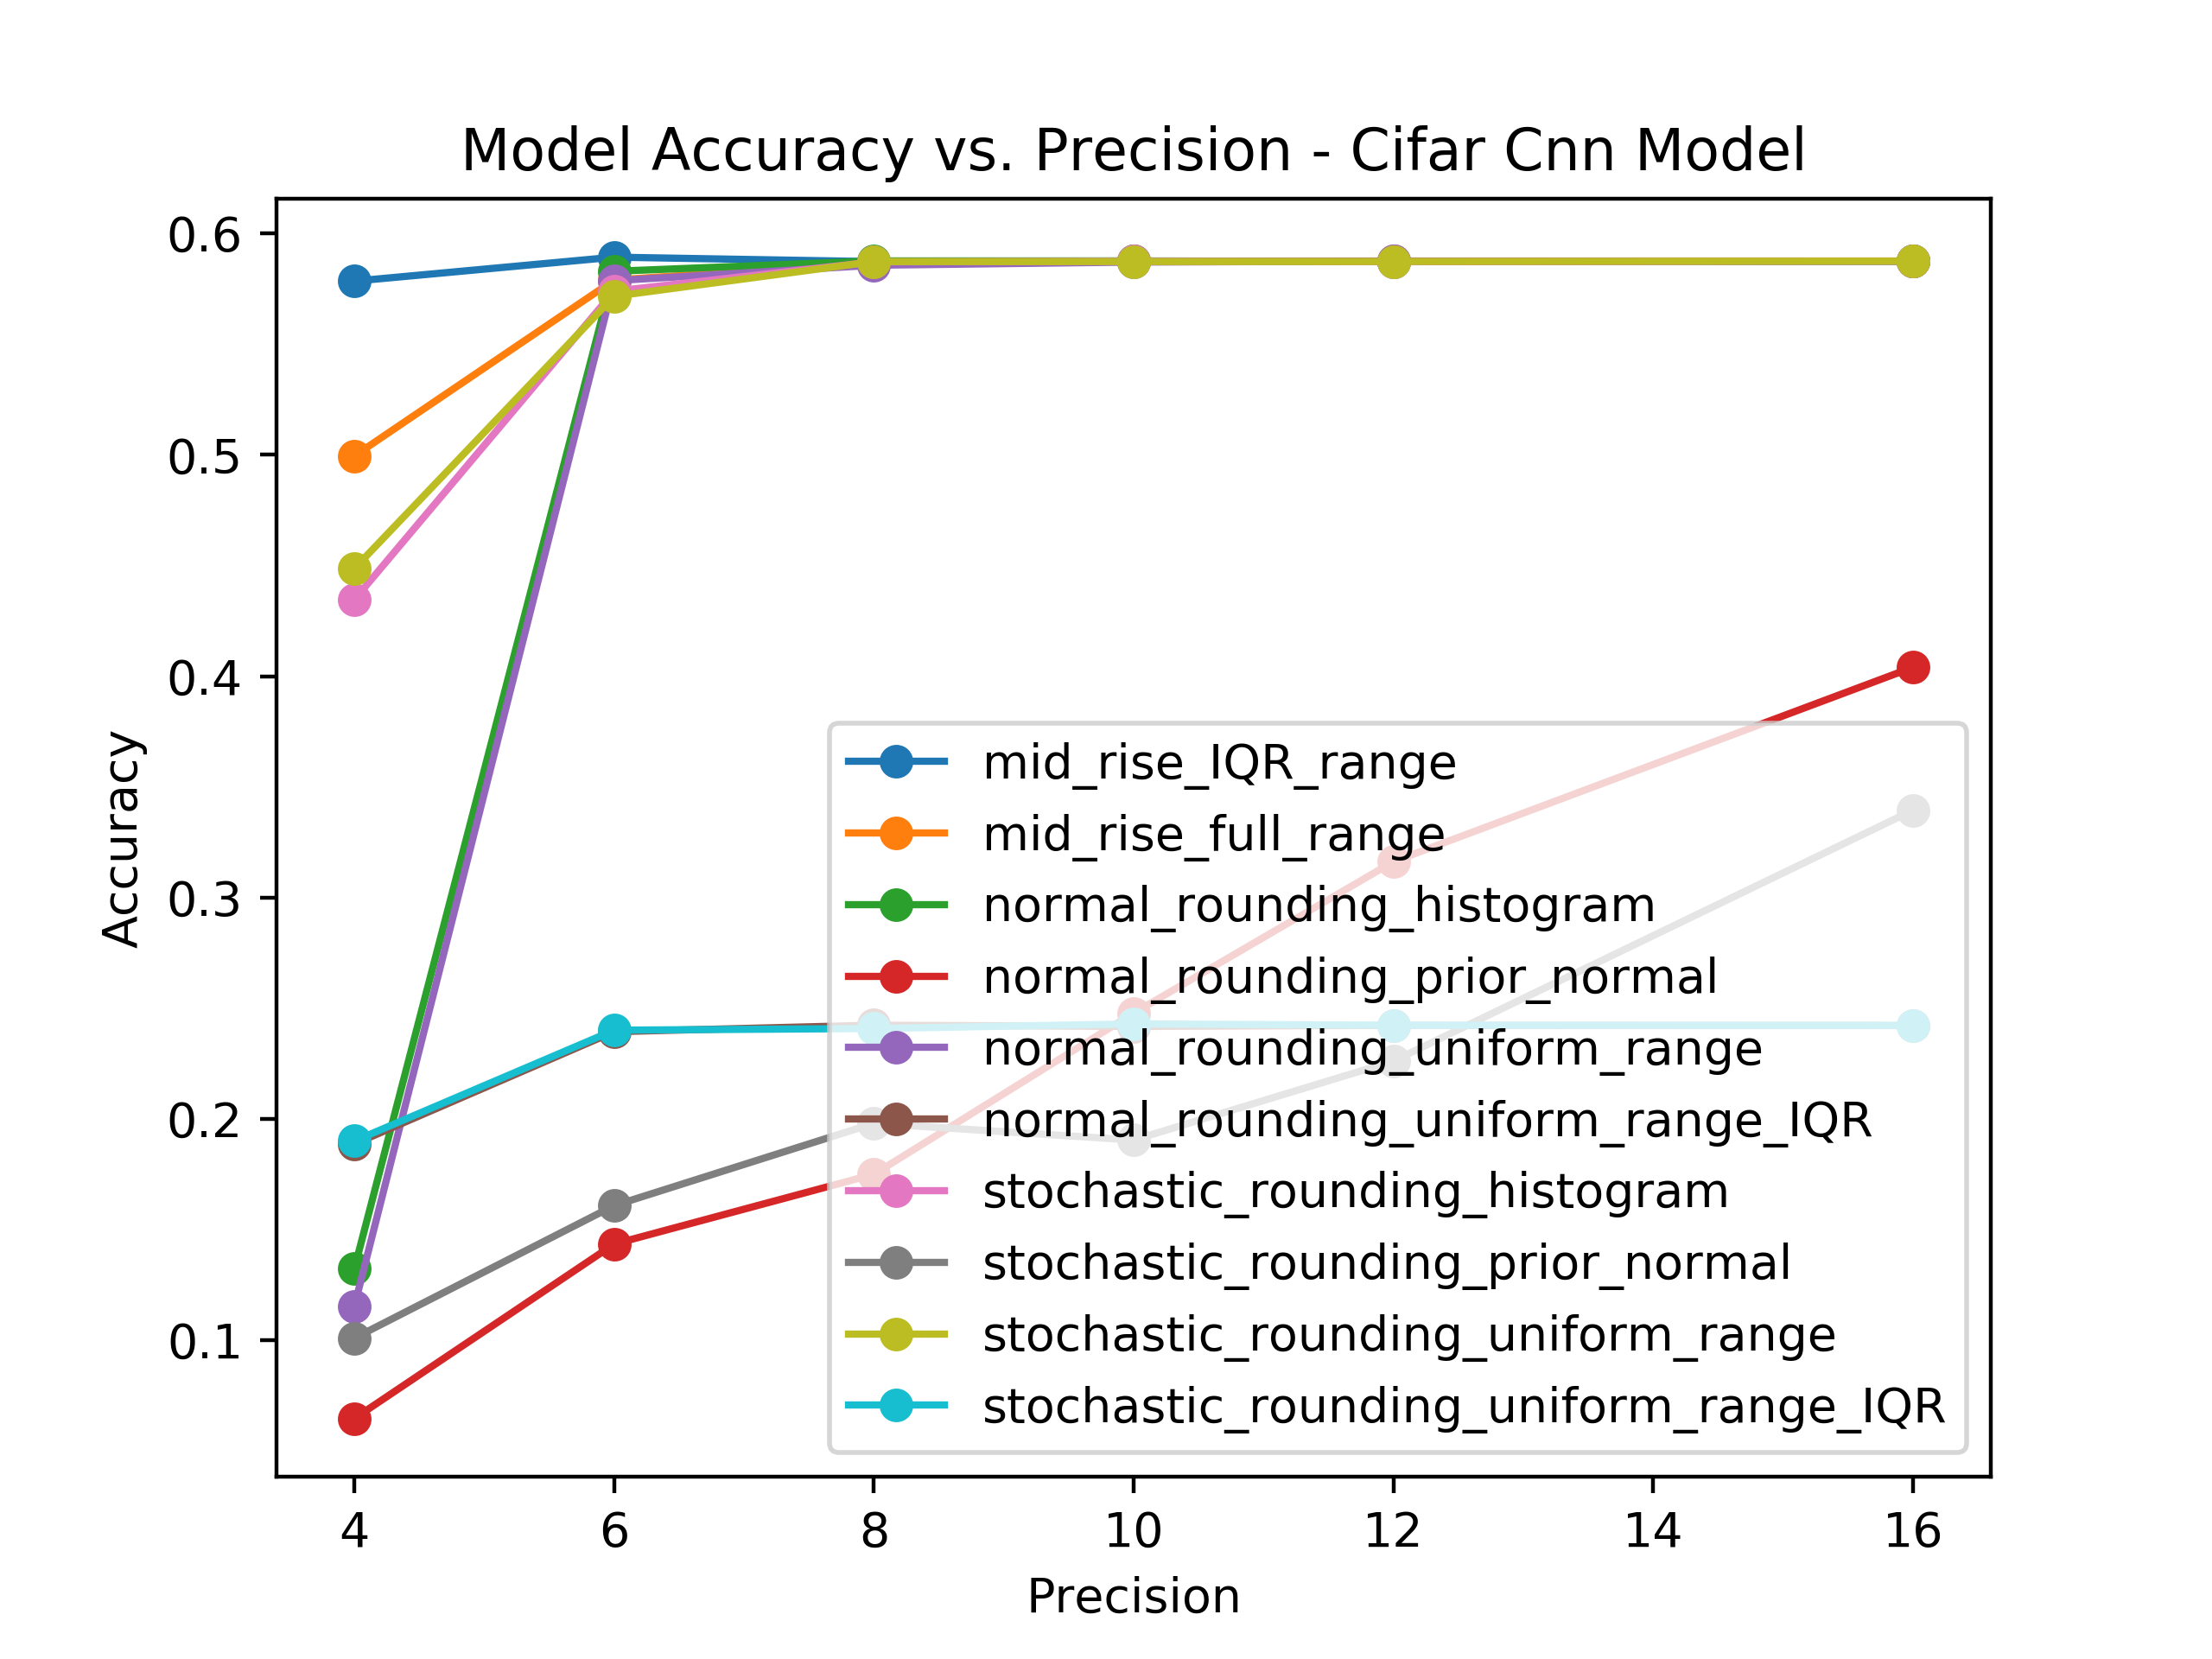 Model Accuracy vs. Precision - Cifar Cnn Model
0.6
0.5
0.4
0.3
0.2
0.1
Accuracy
mid_rise_IQR_range
mid_rise_full_range
normal_rounding_histogram
normal_rounding_prior_normal
normal_rounding_uniform_range
normal_rounding_uniform_range_IQR
stochastic_rounding_histogram
stochastic_rounding_prior_normal
stochastic_rounding_uniform_range
stochastic_rounding_uniform_range_IQR
4 6 8 10 12 14 16
Precision